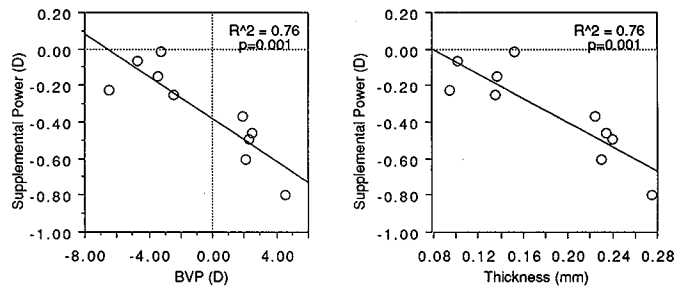 Supplemental Power (D)
0.20
0.00
-0.20
-0.40
-0.60
-0.80
-1.00
R^2 = 0.76
p=0.001
-8.00 -4.00 0.00 4.00
BVP (D)
Supplemental Power (D)
0.20
0.00
-0.20
-0.40
-0.60
-0.80
-1.00
R^2 = 0.76
p=0.001
0.08 0.12 0.16 0.20 0.24 0.28
Thickness (mm)